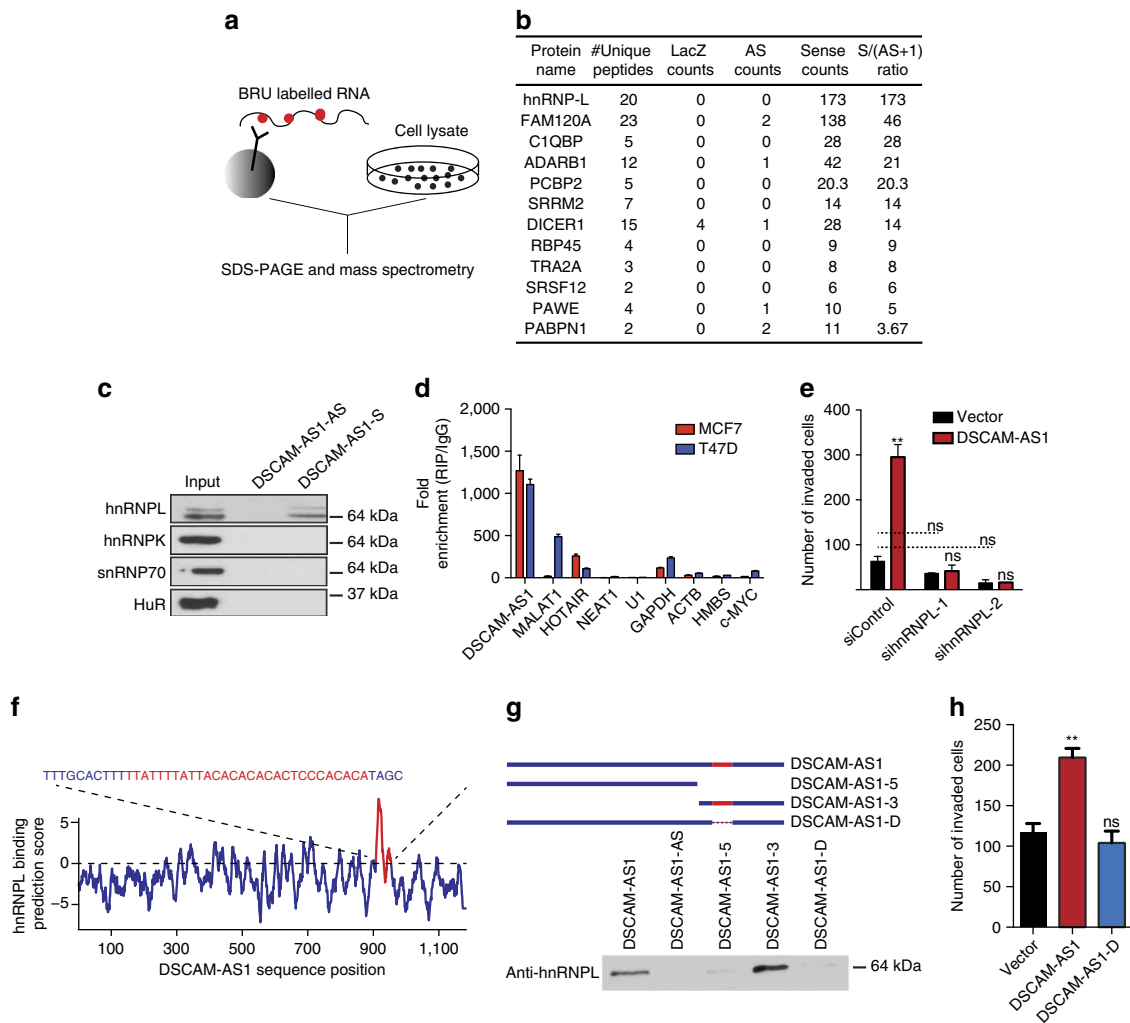 a
BRU labelled RNA
Cell lysate
SDS-PAGE and mass spectrometry
b
Protein name #Unique peptides LacZ counts AS counts Sense counts S/(AS+1) ratio
hnRNP-L 20 0 0 173 173
FAM120A 23 0 2 138 46
C1QBP 5 0 0 28 28
ADARB1 12 0 1 42 21
PCBP2 5 0 0 20.3 20.3
SRRM2 7 0 0 14 14
DICER1 15 4 1 28 14
RBP45 4 0 0 9 9
TRA2A 3 0 0 8 8
SRSF12 2 0 0 6 6
PAWE 4 0 1 10 5
PABPN1 2 0 2 11 3.67
c
Input DSCAM-AS1-AS DSCAM-AS1-S
hnRNPL 64 kDa
hnRNPK 64 kDa
snRNP70 64 kDa
HuR 37 kDa
d
Fold enrichment (RIP/IgG)
2,000
1,500
1,000
500
0
MCF7
T47D
DSCAM-AS1 MALAT1 HOTAIR NEAT1 U1 GAPDH ACTB HMBS c-MYC
e
Number of invaded cells
400
300
200
100
Vector
DSCAM-AS1
**
ns
ns
ns
ns
siControl sihnRNPL-1 sihnRNPL-2
f
TTTGCACTTTTTATTTTATTACACACACACTCCCACACATAGC
hnRNPL binding prediction score
5
0
−5
100 300 500 700 900 1,100
DSCAM-AS1 sequence position
g
DSCAM-AS1
DSCAM-AS1-5
DSCAM-AS1-3
DSCAM-AS1-D
DSCAM-AS1 DSCAM-AS1-AS DSCAM-AS1-5 DSCAM-AS1-3 DSCAM-AS1-D
Anti-hnRNPL 64 kDa
h
Number of invaded cells
250
200
150
100
50
0
**
ns
Vector DSCAM-AS1 DSCAM-AS1-D